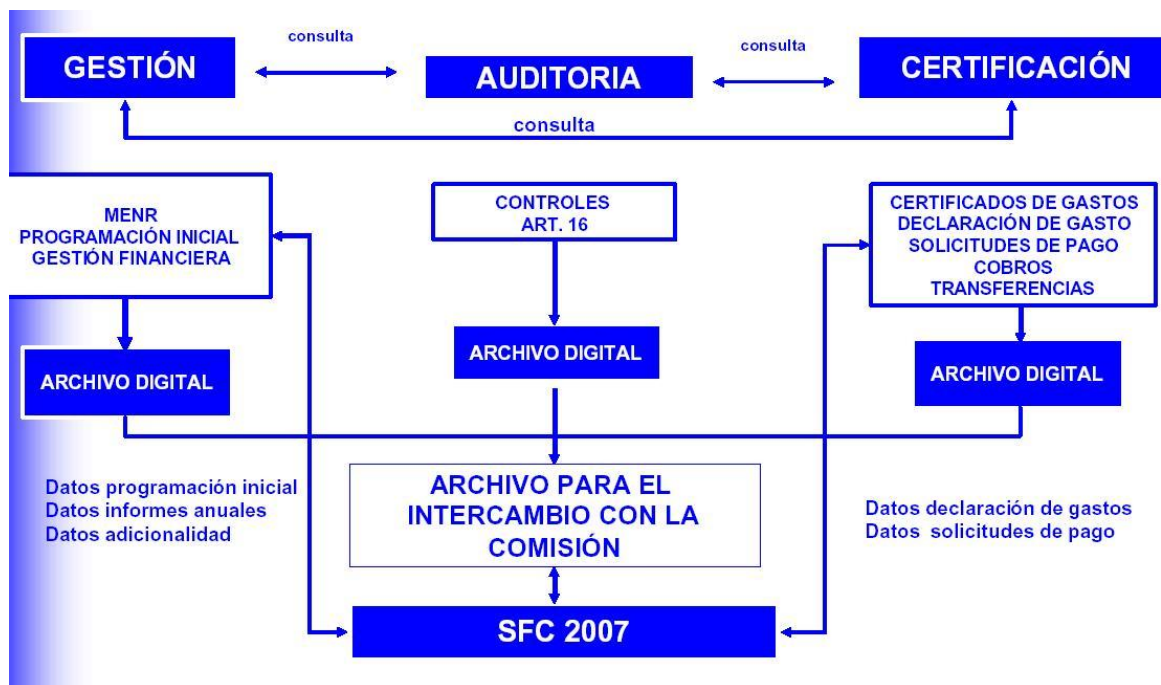 consulta
consulta
GESTIÓN
AUDITORIA
CERTIFICACIÓN
consulta
MENR
PROGRAMACIÓN INICIAL
GESTIÓN FINANCIERA
CONTROLES
ART. 16
CERTIFICADOS DE GASTOS
DECLARACIÓN DE GASTO
SOLICITUDES DE PAGO
COBROS
TRANSFERENCIAS
ARCHIVO DIGITAL
ARCHIVO DIGITAL
ARCHIVO DIGITAL
Datos programación inicial
Datos informes anuales
Datos adicionalidad
ARCHIVO PARA EL
INTERCAMBIO CON LA
COMISIÓN
Datos declaración de gastos
Datos solicitudes de pago
SFC 2007